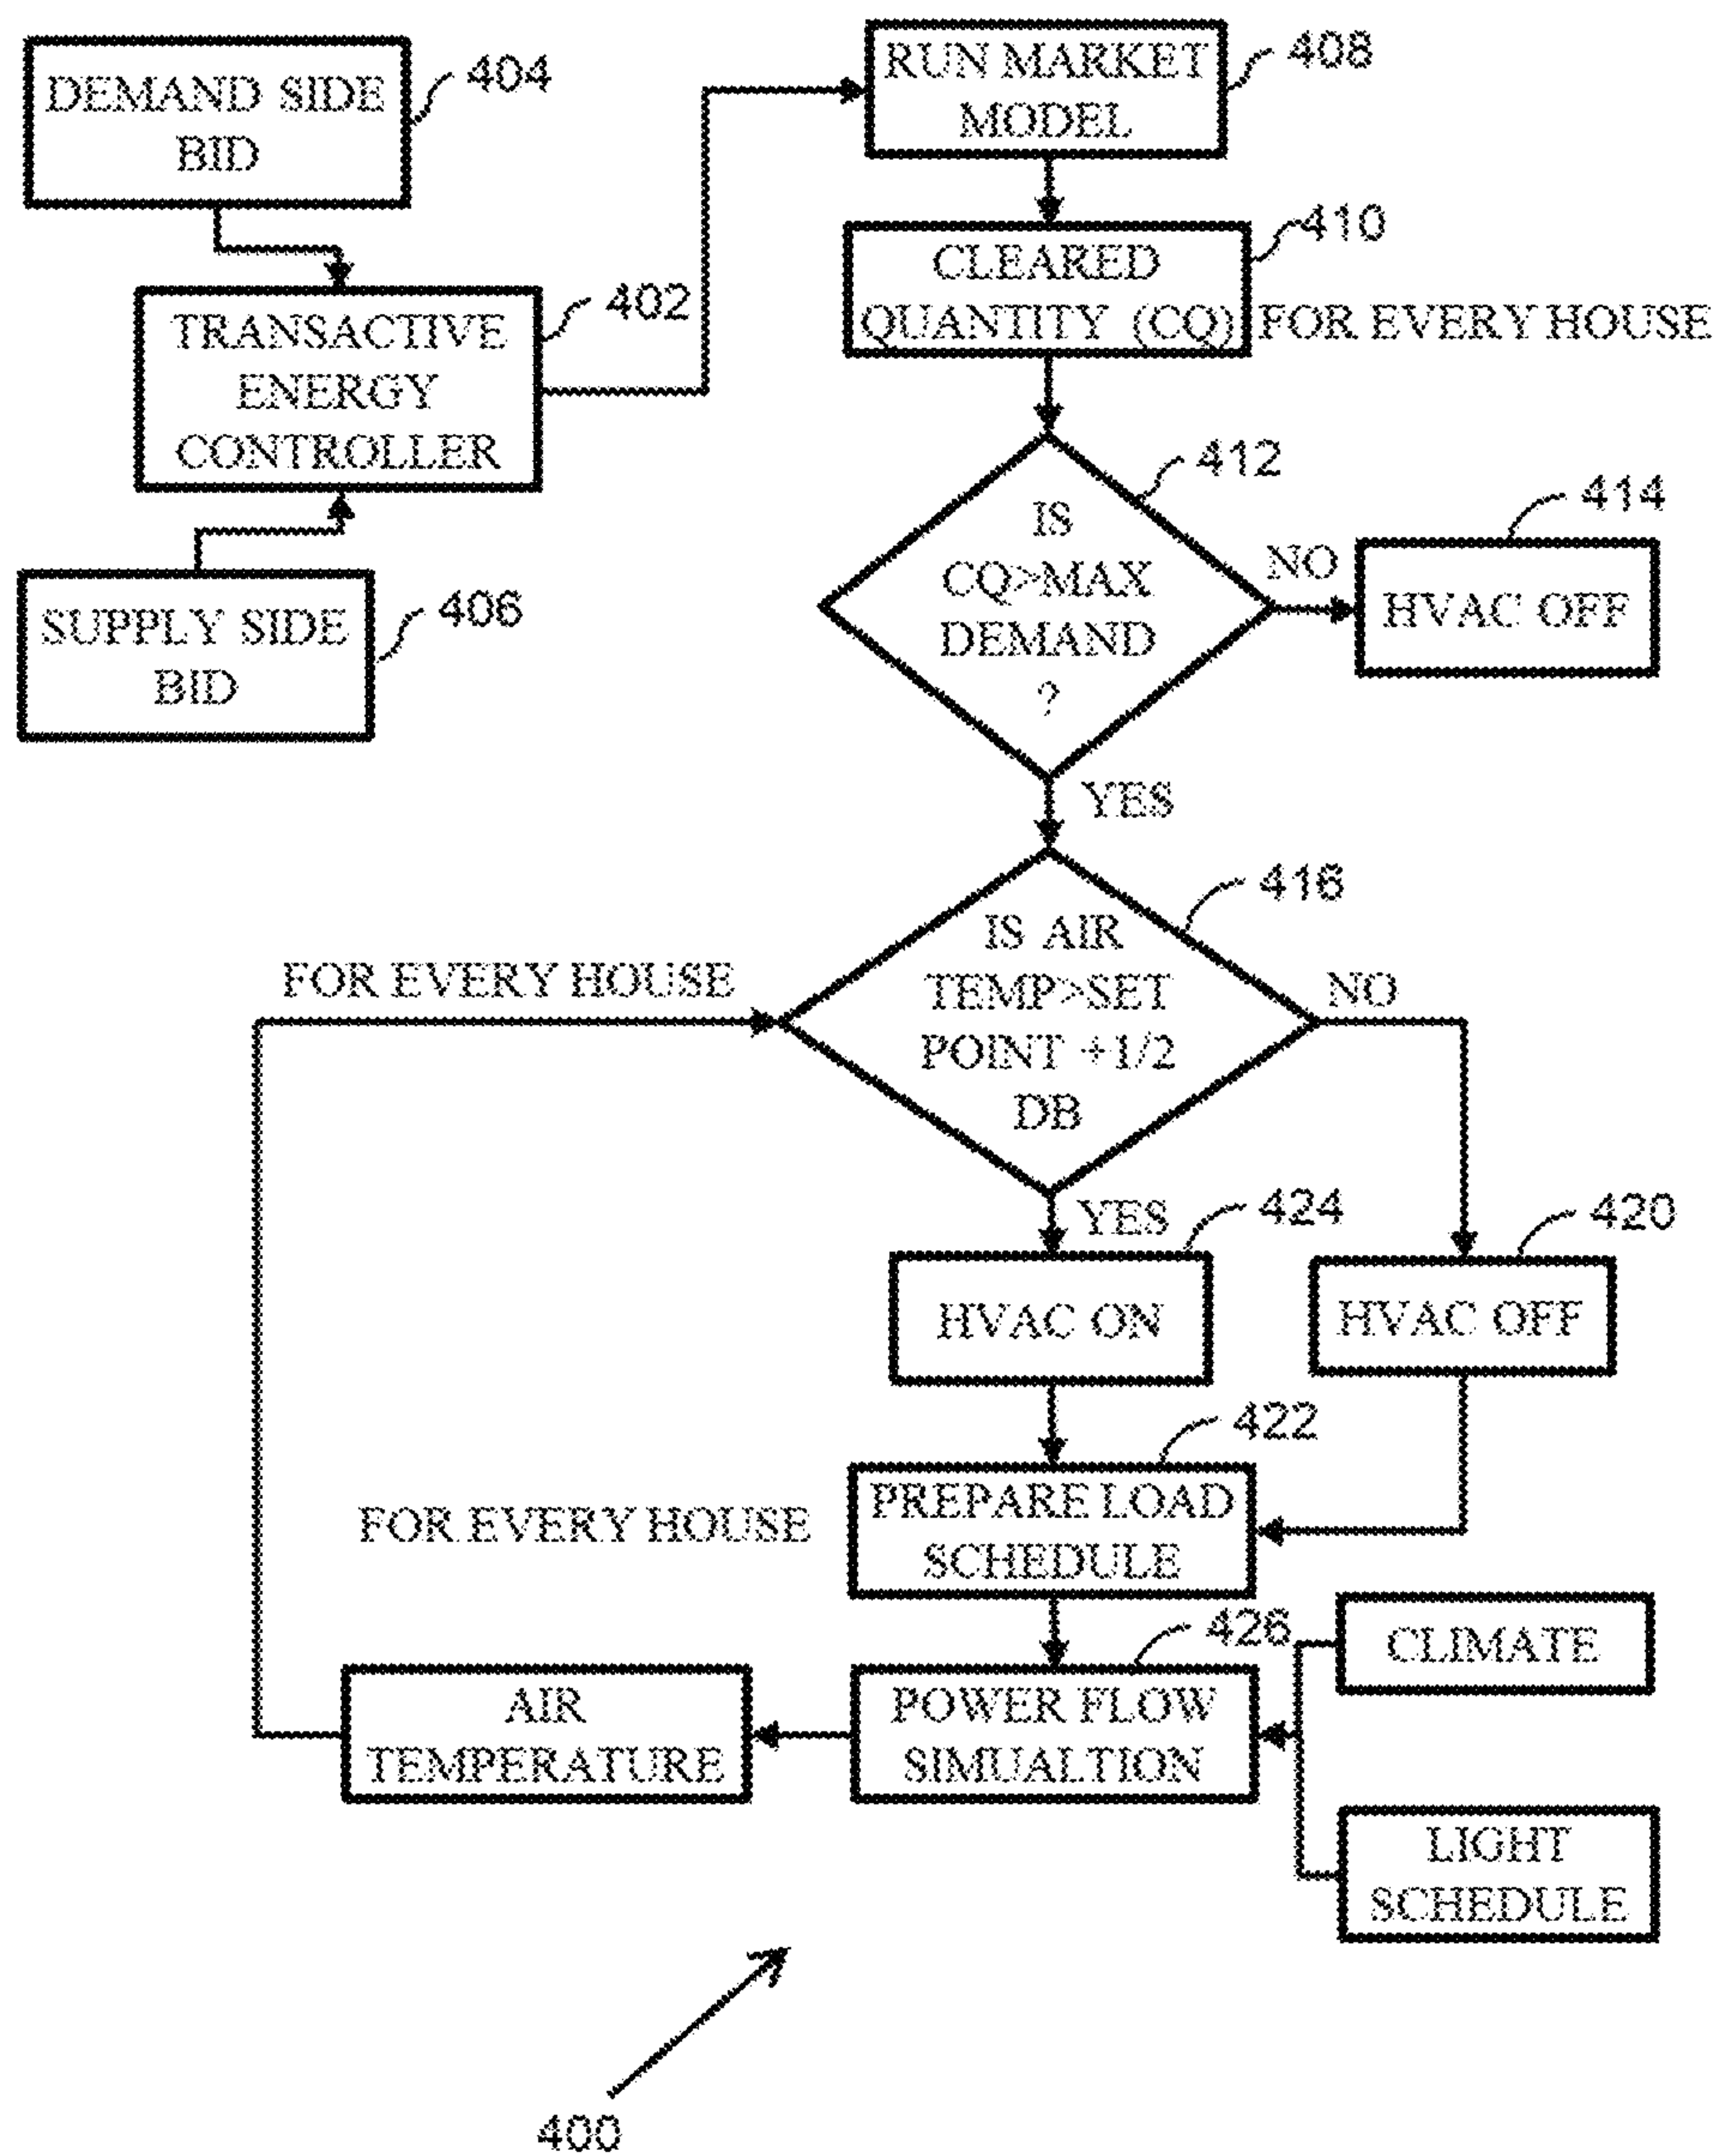 DEMAND SIDE
BID
404
TRANSACTIVE
ENERGY
CONTROLLER
402
SUPPLY SIDE
BID
406
RUN MARKET
MODEL
408
CLEARED
QUANTITY (CQ) FOR EVERY HOUSE
410
IS
CQ>MAX
DEMAND
?
412
NO
HVAC OFF
414
YES
IS AIR
TEMP>SET
POINT +1/2
DB
416
FOR EVERY HOUSE
NO
YES
HVAC ON
424
HVAC OFF
420
PREPARE LOAD
SCHEDULE
422
FOR EVERY HOUSE
POWER FLOW
SIMUALTION
426
CLIMATE
LIGHT
SCHEDULE
AIR
TEMPERATURE
400